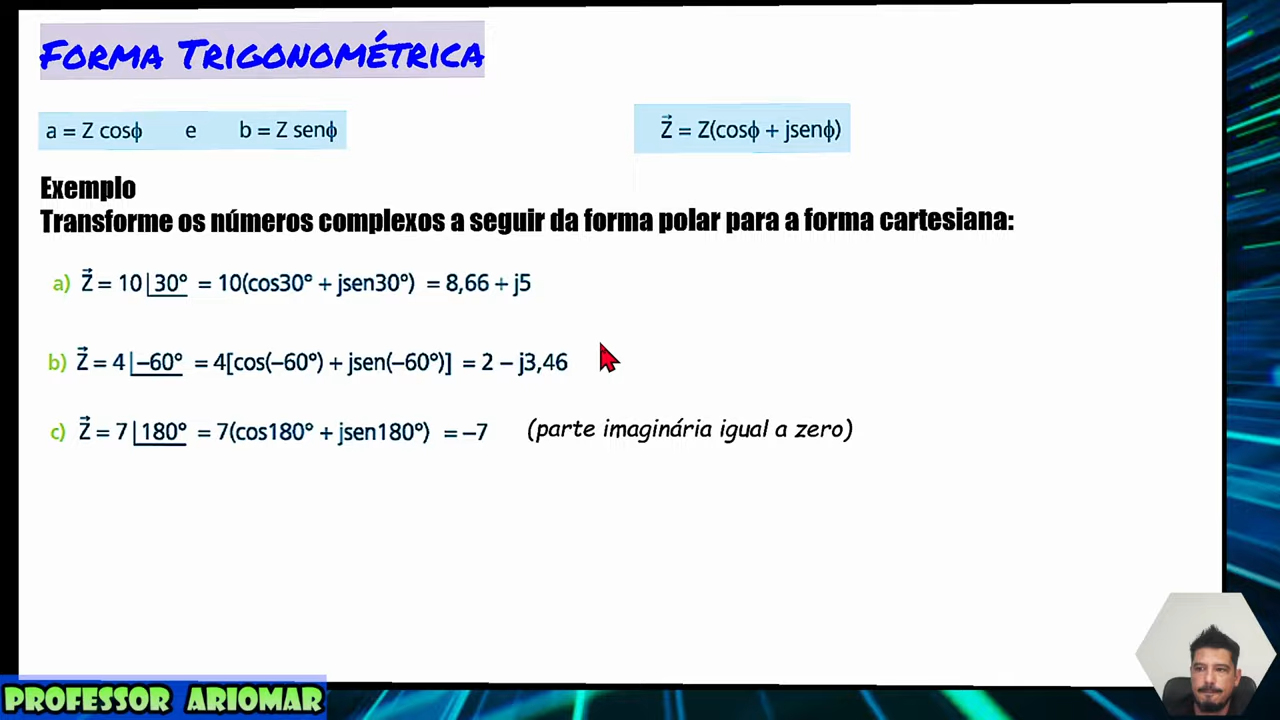 Forma Trigonométrica
a = Z cosϕ e b = Z senϕ
Z⃗ = Z(cosϕ + jsenϕ)
Exemplo
Transforme os números complexos a seguir da forma polar para a forma cartesiana:
a) Z⃗ = 10|30° = 10(cos30° + jsen30°) = 8,66 + j5
b) Z⃗ = 4|–60° = 4[cos(–60°) + jsen(–60°)] = 2 – j3,46
c) Z⃗ = 7|180° = 7(cos180° + jsen180°) = –7 (parte imaginária igual a zero)
PROFESSOR ARIOMAR